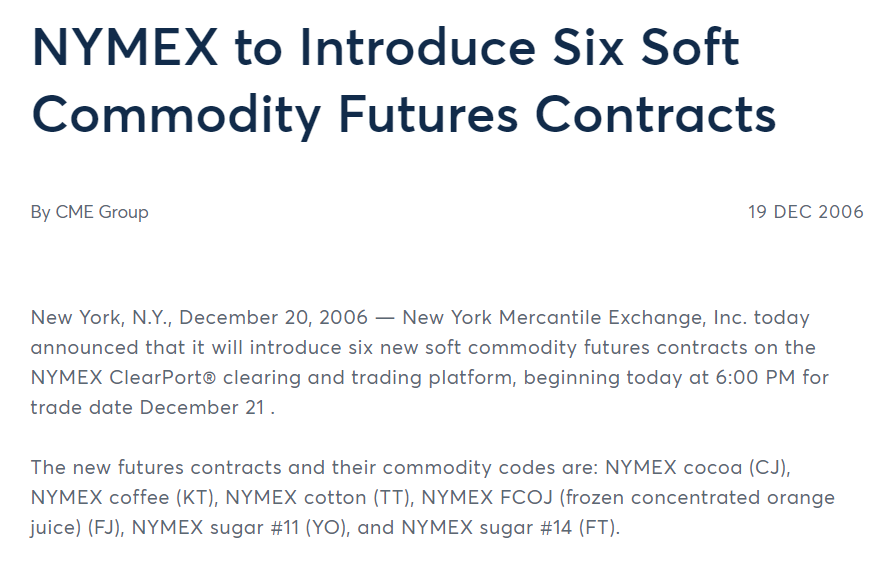 NYMEX to Introduce Six Soft
Commodity Futures Contracts
By CME Group
19 DEC 2006
New York, N.Y., December 20, 2006 — New York Mercantile Exchange, Inc. today
announced that it will introduce six new soft commodity futures contracts on the
NYMEX ClearPort® clearing and trading platform, beginning today at 6:00 PM for
trade date December 21 .
The new futures contracts and their commodity codes are: NYMEX cocoa (CJ),
NYMEX coffee (KT), NYMEX cotton (TT), NYMEX FCOJ (frozen concentrated orange
juice) (FJ), NYMEX sugar #11 (YO), and NYMEX sugar #14 (FT).